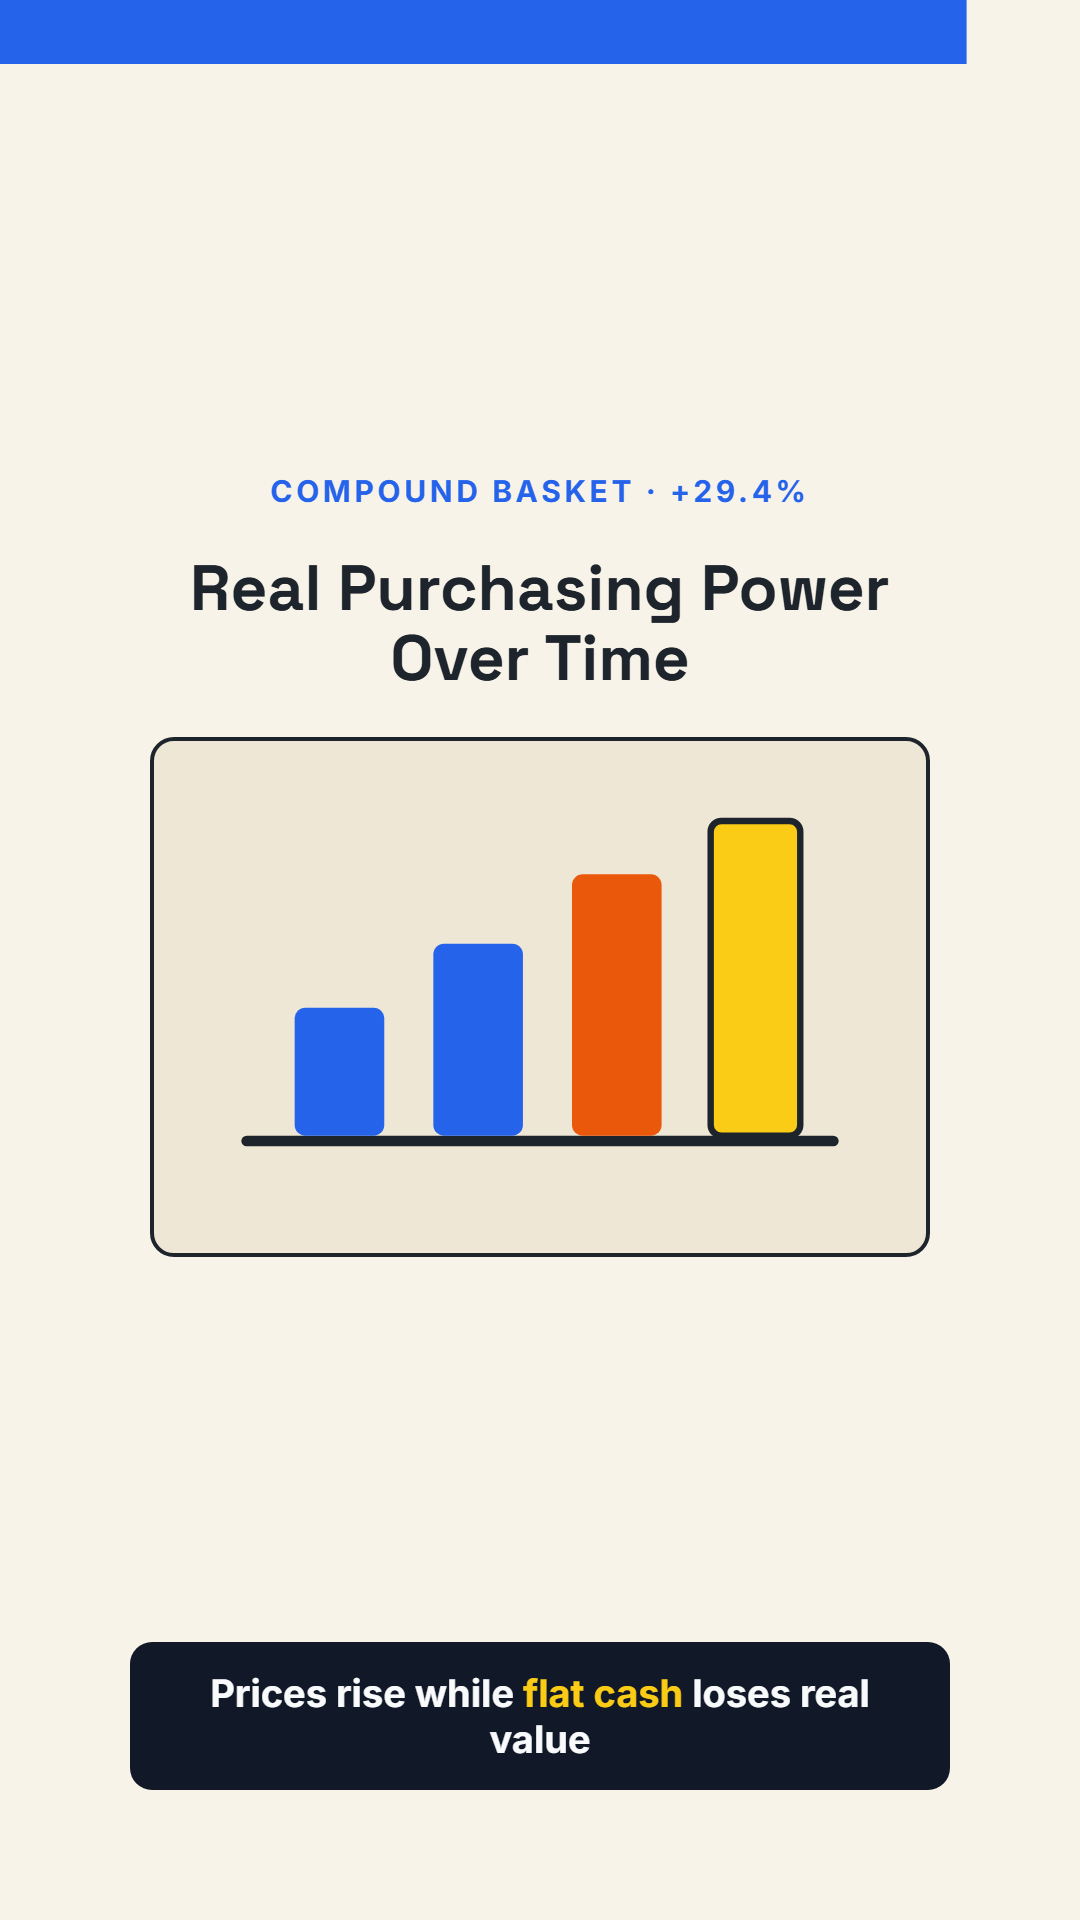 COMPOUND BASKET · +29.4%
Real Purchasing Power
Over Time
Prices rise while flat cash loses real
value